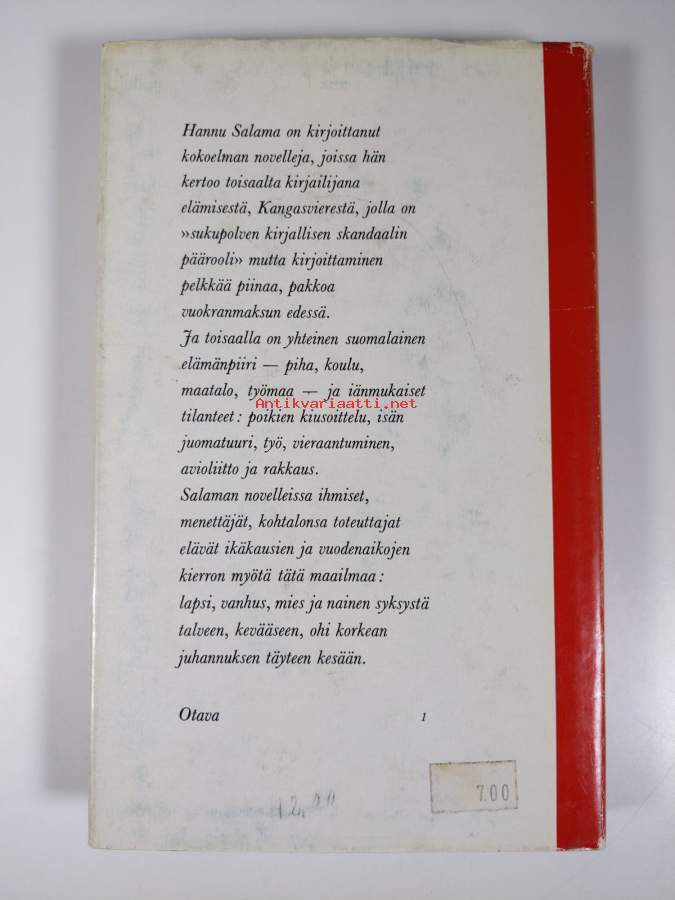 Hannu Salama on kirjoittanut
kokoelman novelleja, joissa hän
kertoo toisaalta kirjailijana
elämisestä, Kangasvierestä, jolla on
»sukupolven kirjallisen skandaalin
päärooli» mutta kirjoittaminen
pelkkää piinaa, pakkoa
vuokranmaksun edessä.
Ja toisaalla on yhteinen suomalainen
elämänpiiri — piha, koulu,
maatalo, työmaa — ja iänmukaiset
Antikvariaatti.net
tilanteet: poikien kiusoittelu, isän
juomatuuri, työ, vieraantuminen,
avioliitto ja rakkaus.
Salaman novelleissa ihmiset,
menettäjät, kohtalonsa toteuttajat
elävät ikäkausien ja vuodenaikojen
kierron myötä tätä maailmaa:
lapsi, vanhus, mies ja nainen syksystä
talveen, kevääseen, ohi korkean
juhannuksen täyteen kesään.
Otava 1
7.00